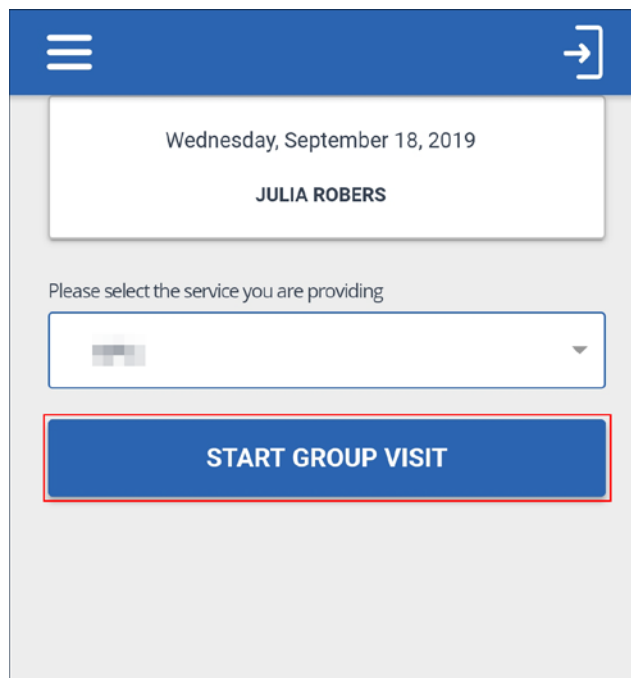 Wednesday, September 18, 2019
JULIA ROBERS
Please select the service you are providing
START GROUP VISIT